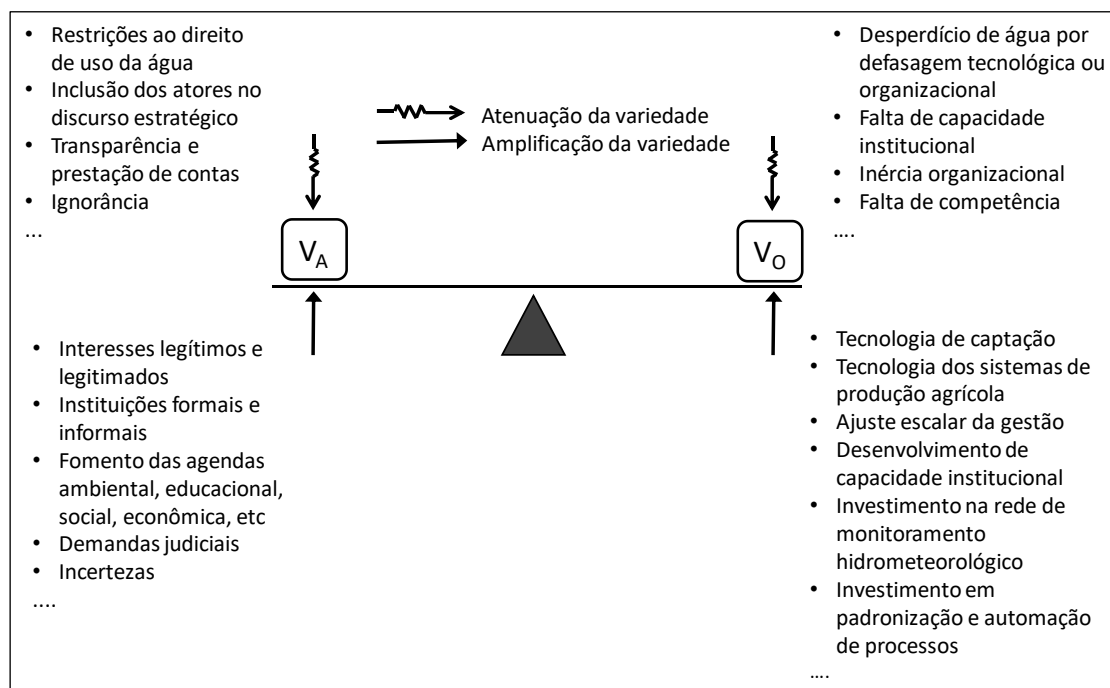 • Restrições ao direito
de uso da água
• Inclusão dos atores no
discurso estratégico
• Transparência e
prestação de contas
• Ignorância
...
Atenuação da variedade
Amplificação da variedade
• Desperdício de água por
defasagem tecnológica ou
organizacional
• Falta de capacidade
institucional
• Inércia organizacional
• Falta de competência
....
VA
VO
• Interesses legítimos e
legitimados
• Instituições formais e
informais
• Fomento das agendas
ambiental, educacional,
social, econômica, etc
• Demandas judiciais
• Incertezas
....
• Tecnologia de captação
• Tecnologia dos sistemas de
produção agrícola
• Ajuste escalar da gestão
• Desenvolvimento de
capacidade institucional
• Investimento na rede de
monitoramento
hidrometeorológico
• Investimento em
padronização e automação
de processos
....